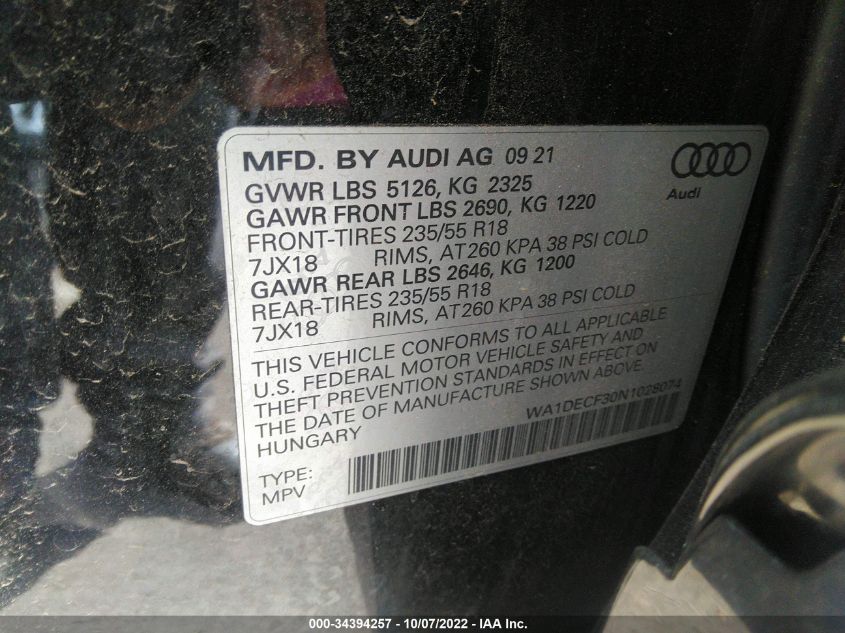 MFD. BY AUDI AG 09 21
Audi
GVWR LBS 5126, KG 2325
GAWR FRONT LBS 2690, KG 1220
FRONT-TIRES 235/55 R18
7JX18 RIMS, AT 260 KPA 38 PSI COLD
GAWR REAR LBS 2646, KG 1200
REAR-TIRES 235/55 R18
7JX18 RIMS, AT 260 KPA 38 PSI COLD
THIS VEHICLE CONFORMS TO ALL APPLICABLE
U.S. FEDERAL MOTOR VEHICLE SAFETY AND
THEFT PREVENTION STANDARDS IN EFFECT ON
THE DATE OF MANUFACTURE SHOWN ABOVE.
HUNGARY
WA1DECF30N1028074
TYPE:
MPV
000-34394257 - 10/07/2022 - IAA Inc.